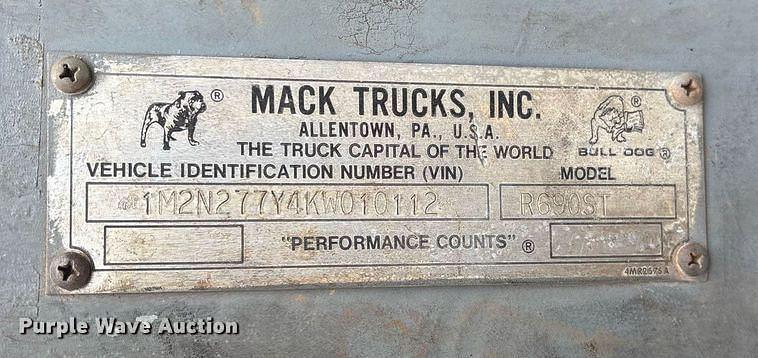 MACK TRUCKS, INC.
ALLENTOWN, PA., U.S.A.
THE TRUCK CAPITAL OF THE WORLD
BULL DOG ®
VEHICLE IDENTIFICATION NUMBER (VIN)
MODEL
1M2N277Y4KW010112
R690ST
"PERFORMANCE COUNTS" ®
4MR2575A
Purple Wave Auction